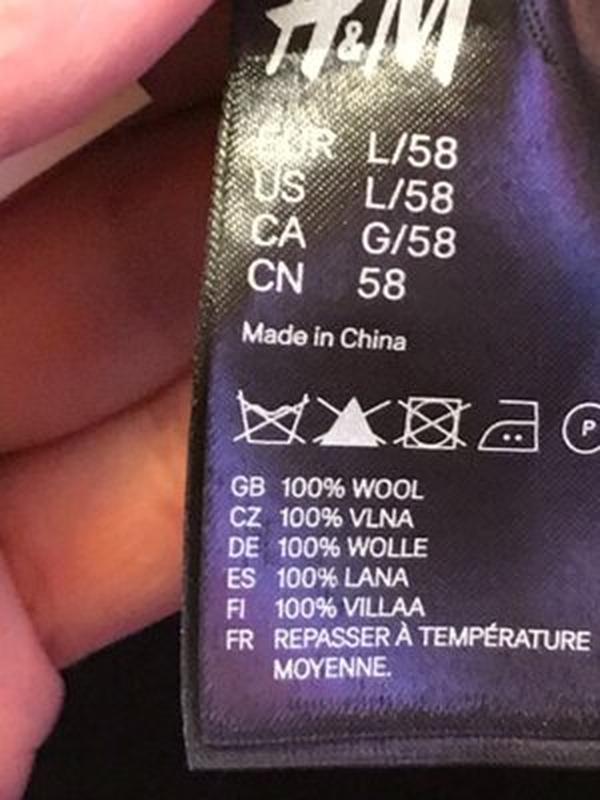 H&M
EUR L/58
US L/58
CA G/58
CN 58
Made in China
P
GB 100% WOOL
CZ 100% VLNA
DE 100% WOLLE
ES 100% LANA
FI 100% VILLAA
FR REPASSER À TEMPÉRATURE
MOYENNE.